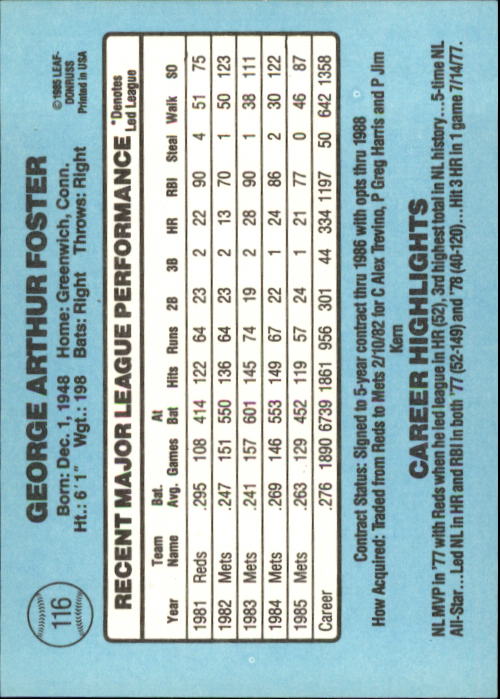 116
GEORGE ARTHUR FOSTER
Born: Dec. 1, 1948 Home: Greenwich, Conn.
Ht.: 6'1" Wgt.: 198 Bats: Right Throws: Right
©1985 LEAF-
DONRUSS
Printed in USA
RECENT MAJOR LEAGUE PERFORMANCE *Denotes
Led League
Year Team Name Bat. Avg. Games At Bat Hits Runs 2B 3B HR RBI Steal Walk SO
1981 Reds .295 108 414 122 64 23 2 22 90 4 51 75
1982 Mets .247 151 550 136 64 23 2 13 70 1 50 123
1983 Mets .241 157 601 145 74 19 2 28 90 1 38 111
1984 Mets .269 146 553 149 67 22 1 24 86 2 30 122
1985 Mets .263 129 452 119 57 24 1 21 77 0 46 87
Career .276 1890 6739 1861 956 301 44 334 1197 50 642 1358
Contract Status: Signed to 5-year contract thru 1986 with opts thru 1988
How Acquired: Traded from Reds to Mets 2/10/82 for C Alex Trevino, P Greg Harris and P Jim
Kern
CAREER HIGHLIGHTS
NL MVP in '77 with Reds when he led league in HR (52), 3rd highest total in NL history...5-time NL
All-Star...Led NL in HR and RBI in both '77 (52-149) and '78 (40-120)...Hit 3 HR in 1 game 7/14/77.